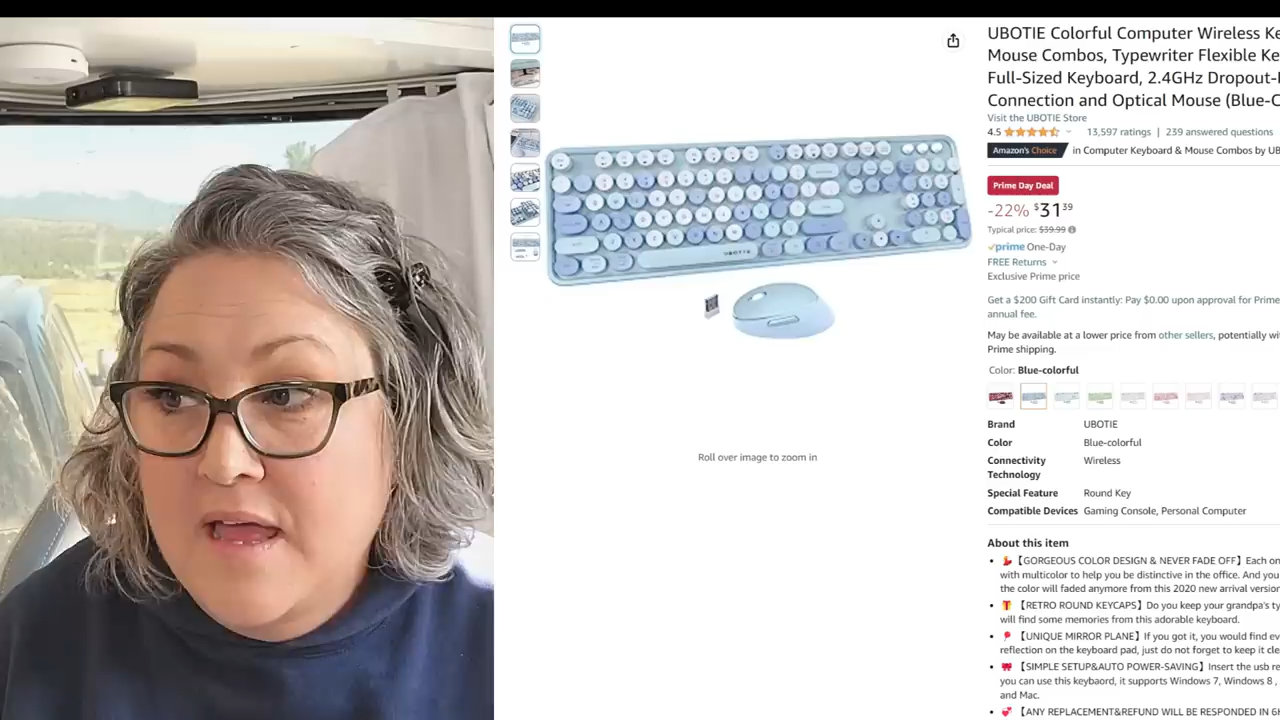 UBOTIE Colorful Computer Wireless Ke
Mouse Combos, Typewriter Flexible Ke
Full-Sized Keyboard, 2.4GHz Dropout-
Connection and Optical Mouse (Blue-C
Visit the UBOTIE Store
4.5 13,597 ratings | 239 answered questions
Amazon's Choice in Computer Keyboard & Mouse Combos by UB
Prime Day Deal
-22% $31 39
Typical price: $39.99
prime One-Day
FREE Returns
Exclusive Prime price
Get a $200 Gift Card instantly: Pay $0.00 upon approval for Prime
annual fee.
May be available at a lower price from other sellers, potentially wi
Prime shipping.
Color: Blue-colorful
Brand UBOTIE
Color Blue-colorful
Connectivity Technology Wireless
Special Feature Round Key
Compatible Devices Gaming Console, Personal Computer
About this item
【GORGEOUS COLOR DESIGN & NEVER FADE OFF】Each on
with multicolor to help you be distinctive in the office. And you
the color will faded anymore from this 2020 new arrival version
【RETRO ROUND KEYCAPS】Do you keep your grandpa's ty
will find some memories from this adorable keyboard.
【UNIQUE MIRROR PLANE】If you got it, you would find ev
reflection on the keyboard pad, just do not forget to keep it cle
【SIMPLE SETUP&AUTO POWER-SAVING】Insert the usb re
you can use this keybaord, it supports Windows 7, Windows 8 ,
and Mac.
【ANY REPLACEMENT&REFUND WILL BE RESPONDED IN 6H
UBOTIE
Roll over image to zoom in